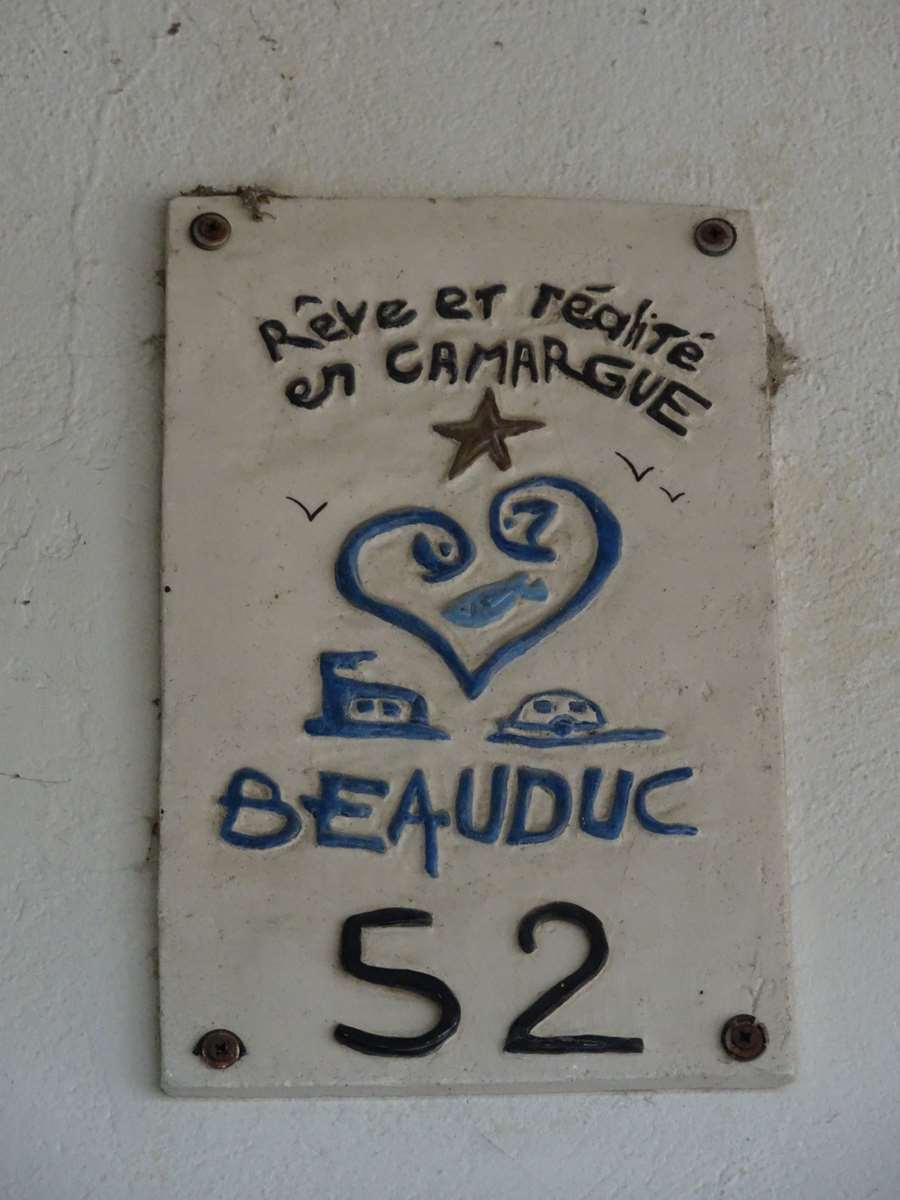 Rêve et réalité
en CAMARGUE
BEAUDUC
52